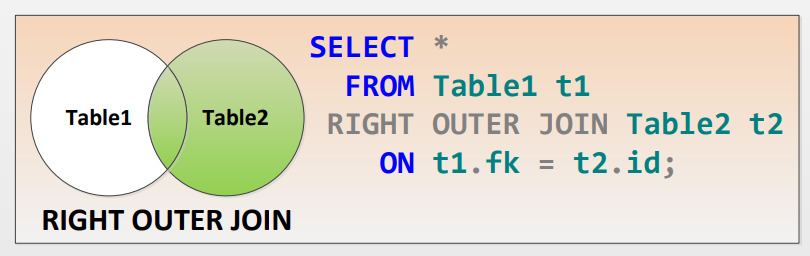 Table1
Table2
RIGHT OUTER JOIN
SELECT *
FROM Table1 t1
RIGHT OUTER JOIN Table2 t2
ON t1.fk = t2.id;